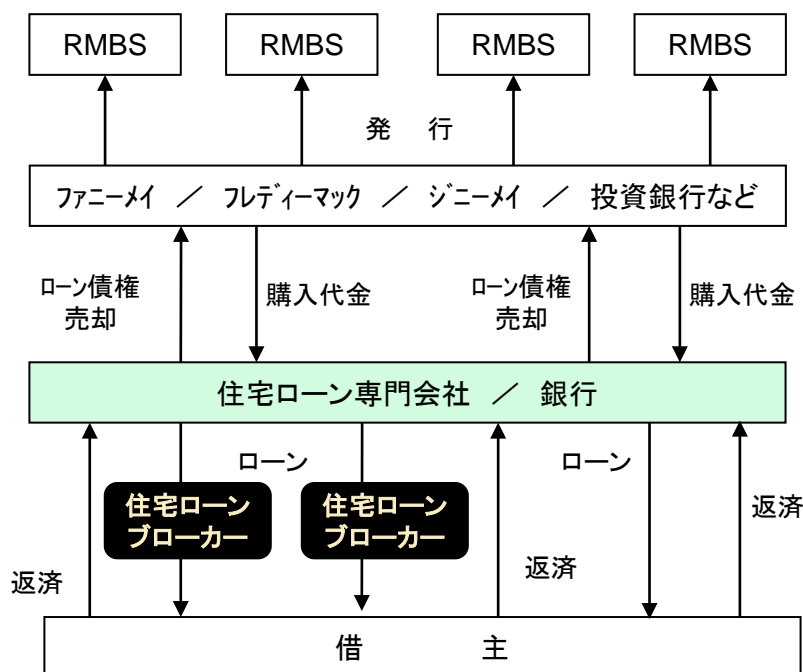 RMBS RMBS RMBS RMBS
発 行
ファニーメイ ／ フレディーマック ／ ジニーメイ ／ 投資銀行など
ローン債権
売却
購入代金
ローン債権
売却
購入代金
住宅ローン専門会社 ／ 銀行
ローン
ローン
住宅ローン
ブローカー
住宅ローン
ブローカー
返済
返済
返済
借 主